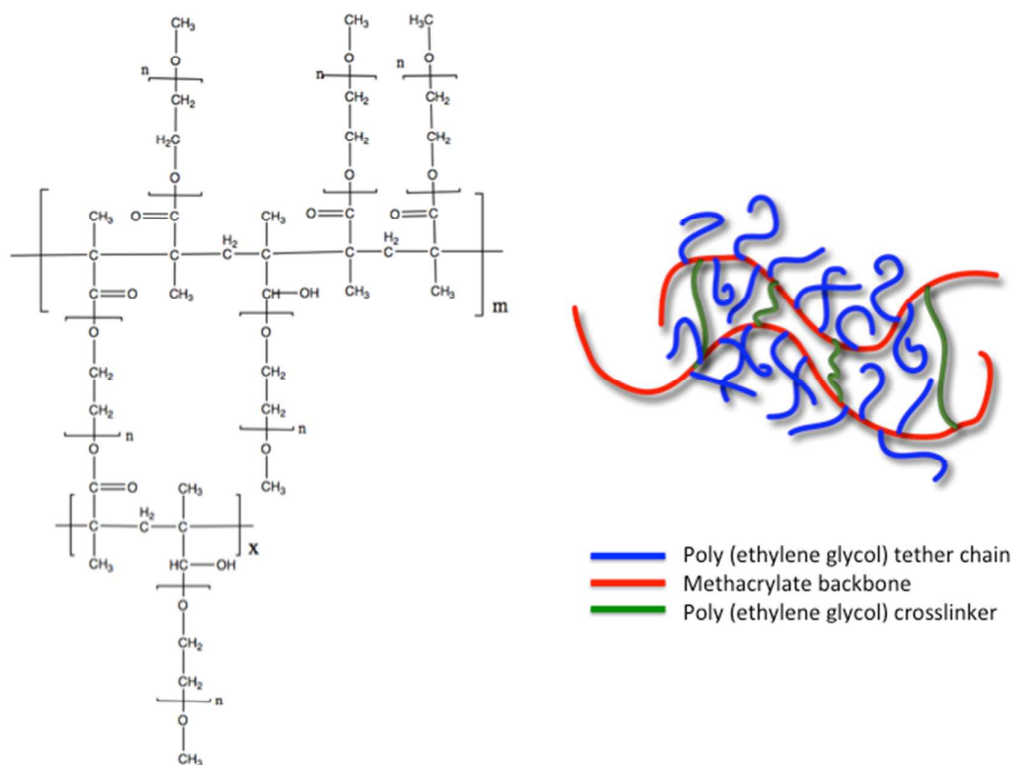 CH₃ CH₃ H₃C
O O O
n n n
CH₂ CH₂ CH₂
H₂C CH₂ CH₂
O O O
CH₃ O C CH₃ O C O C
C C H₂ C C C H₂ C C
C O CH₃ CH OH CH₃ CH₃ m
O O
CH₂ CH₂
CH₂ CH₂
n n
O O
C O CH₃ CH₃
C H₂ C C x
CH₃ HC OH
O
CH₂
CH₂
n
O
CH₃
Poly (ethylene glycol) tether chain
Methacrylate backbone
Poly (ethylene glycol) crosslinker